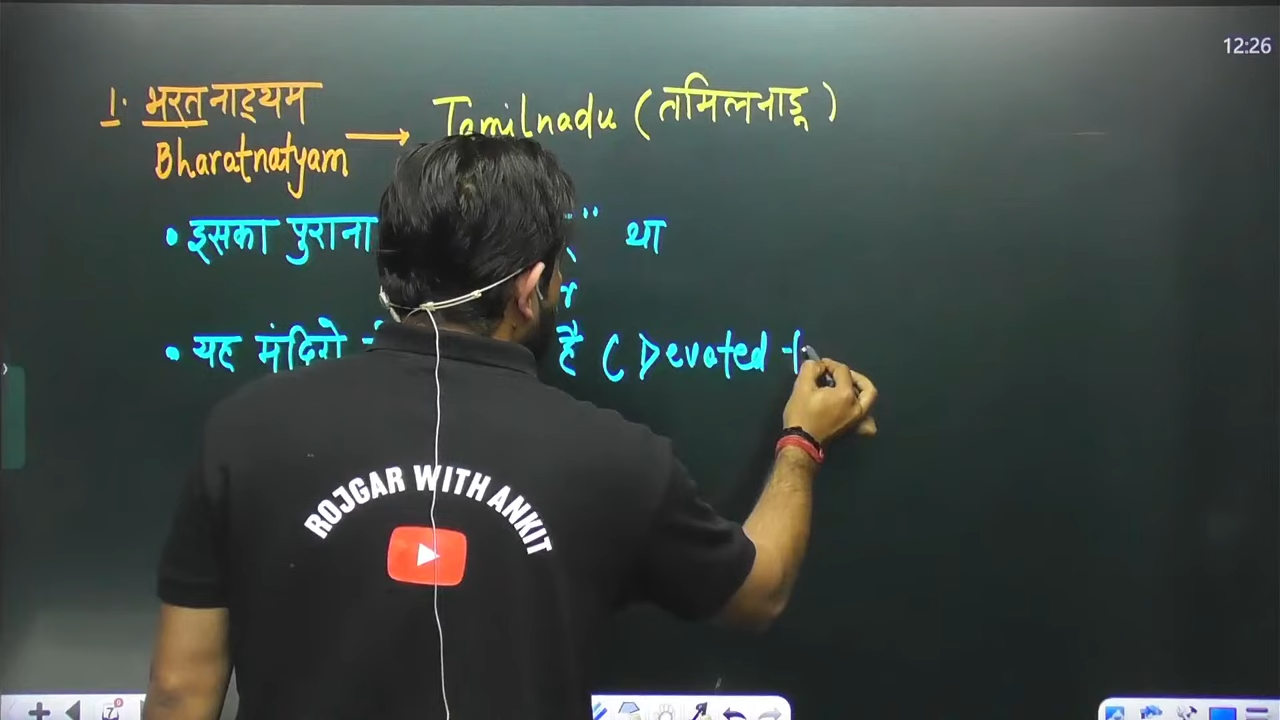 12:26
1. भरतनाट्यम → Tamilnadu (तमिलनाडू)
Bharatnatyam
• इसका पुराना था
• यह मंदिरो है (Devoted
ROJGAR WITH ANKIT